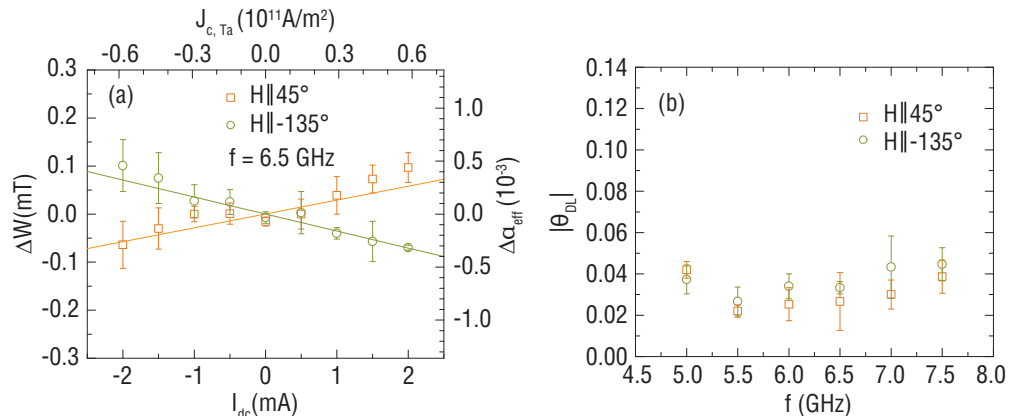 J_c, Ta (10^11 A/m^2)
-0.6 -0.3 0.0 0.3 0.6
0.3
0.2
0.1
0.0
-0.1
-0.2
-0.3
ΔW(mT)
(a)
H∥45°
H∥-135°
f = 6.5 GHz
1.0
0.5
0.0
-0.5
-1.0
Δα_eff (10^-3)
-2 -1 0 1 2
I_dc(mA)
0.14
0.12
0.10
0.08
0.06
0.04
0.02
0.00
|θ_DL|
(b)
H∥45°
H∥-135°
4.5 5.0 5.5 6.0 6.5 7.0 7.5 8.0
f (GHz)